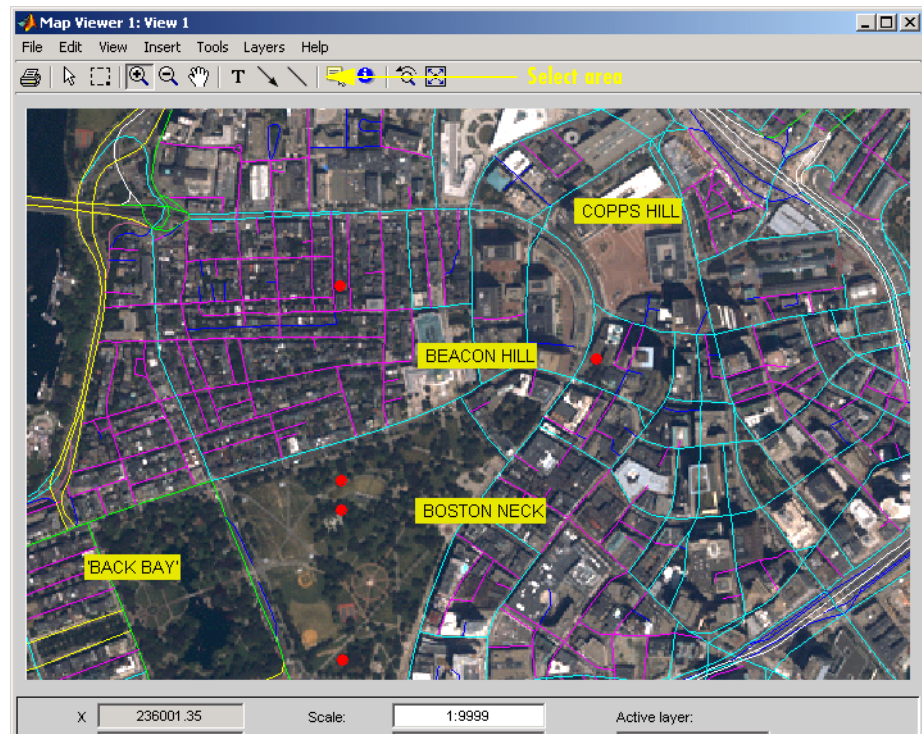 Map Viewer 1: View 1
File Edit View Insert Tools Layers Help
T Select area
COPPS HILL
BEACON HILL
BOSTON NECK
'BACK BAY'
X 236001.35 Scale: 1:9999 Active layer: